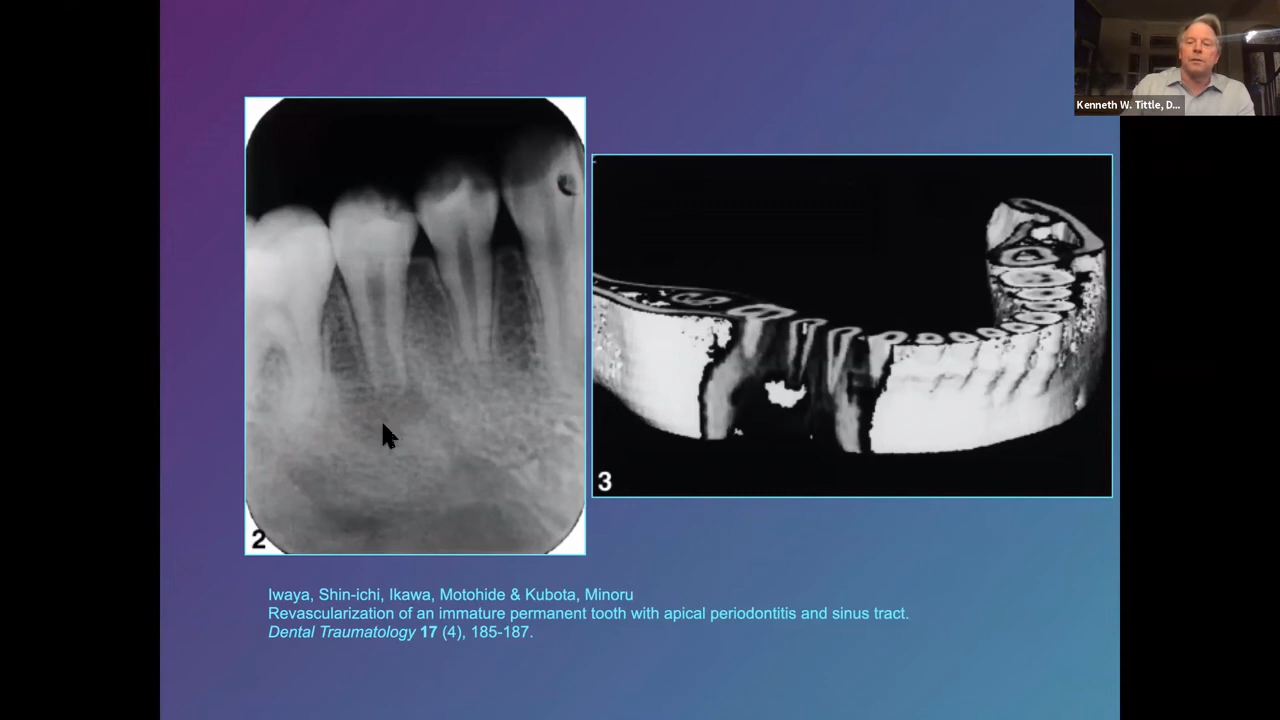 Kenneth W. Tittle, D...
2
3
Iwaya, Shin-ichi, Ikawa, Motohide & Kubota, Minoru
Revascularization of an immature permanent tooth with apical periodontitis and sinus tract.
Dental Traumatology 17 (4), 185-187.